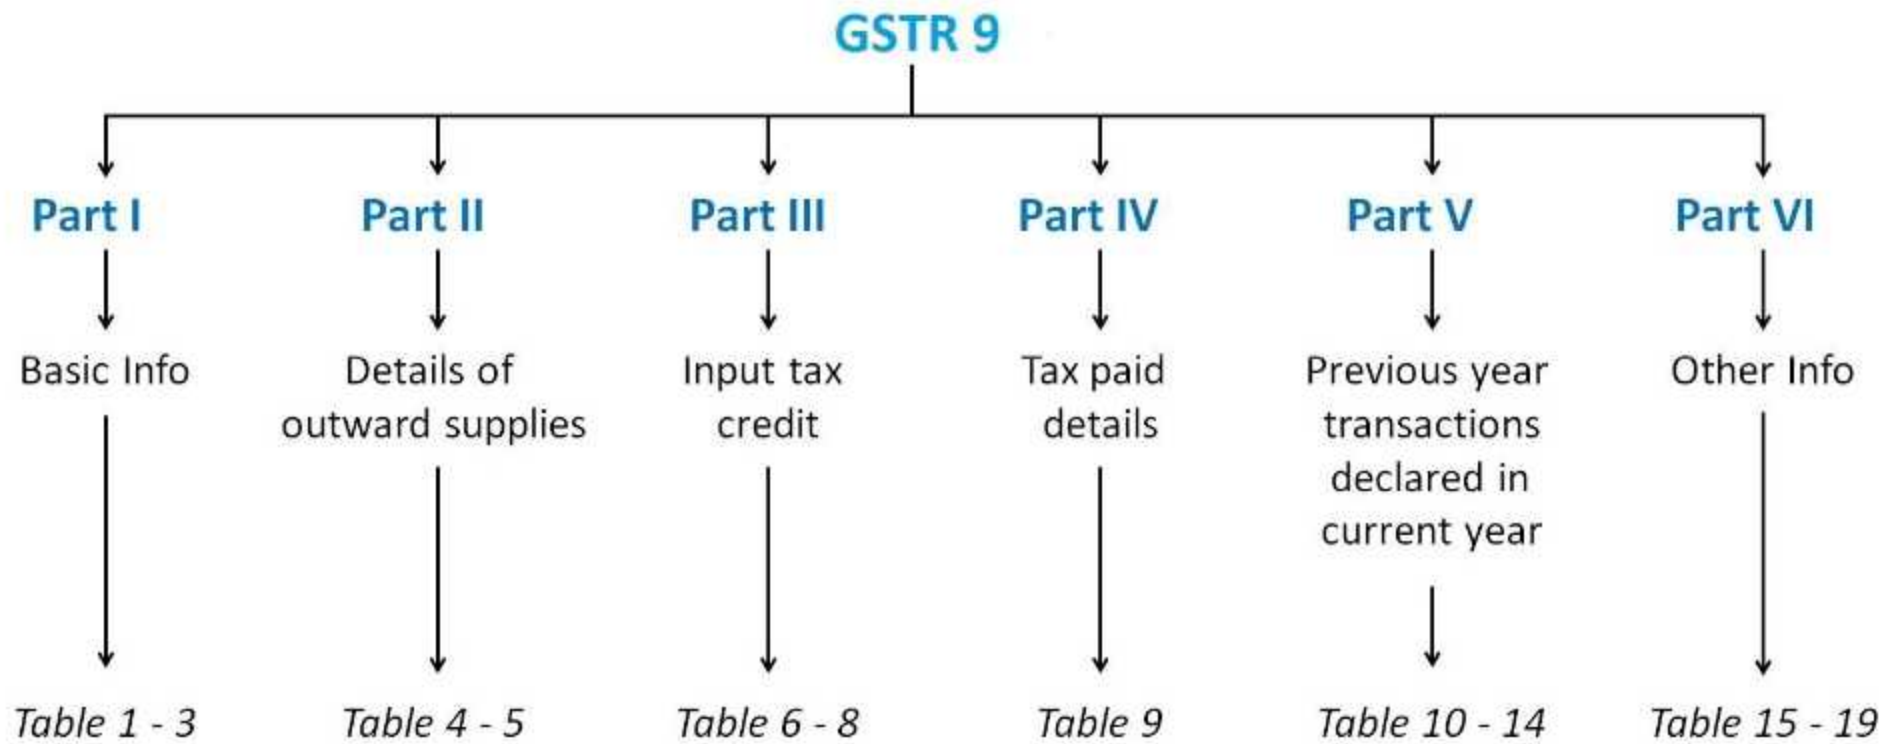 GSTR 9
Part I
Part II
Part III
Part IV
Part V
Part VI
Basic Info
Details of
outward supplies
Input tax
credit
Tax paid
details
Previous year
transactions
declared in
current year
Other Info
Table 1 - 3
Table 4 - 5
Table 6 - 8
Table 9
Table 10 - 14
Table 15 - 19